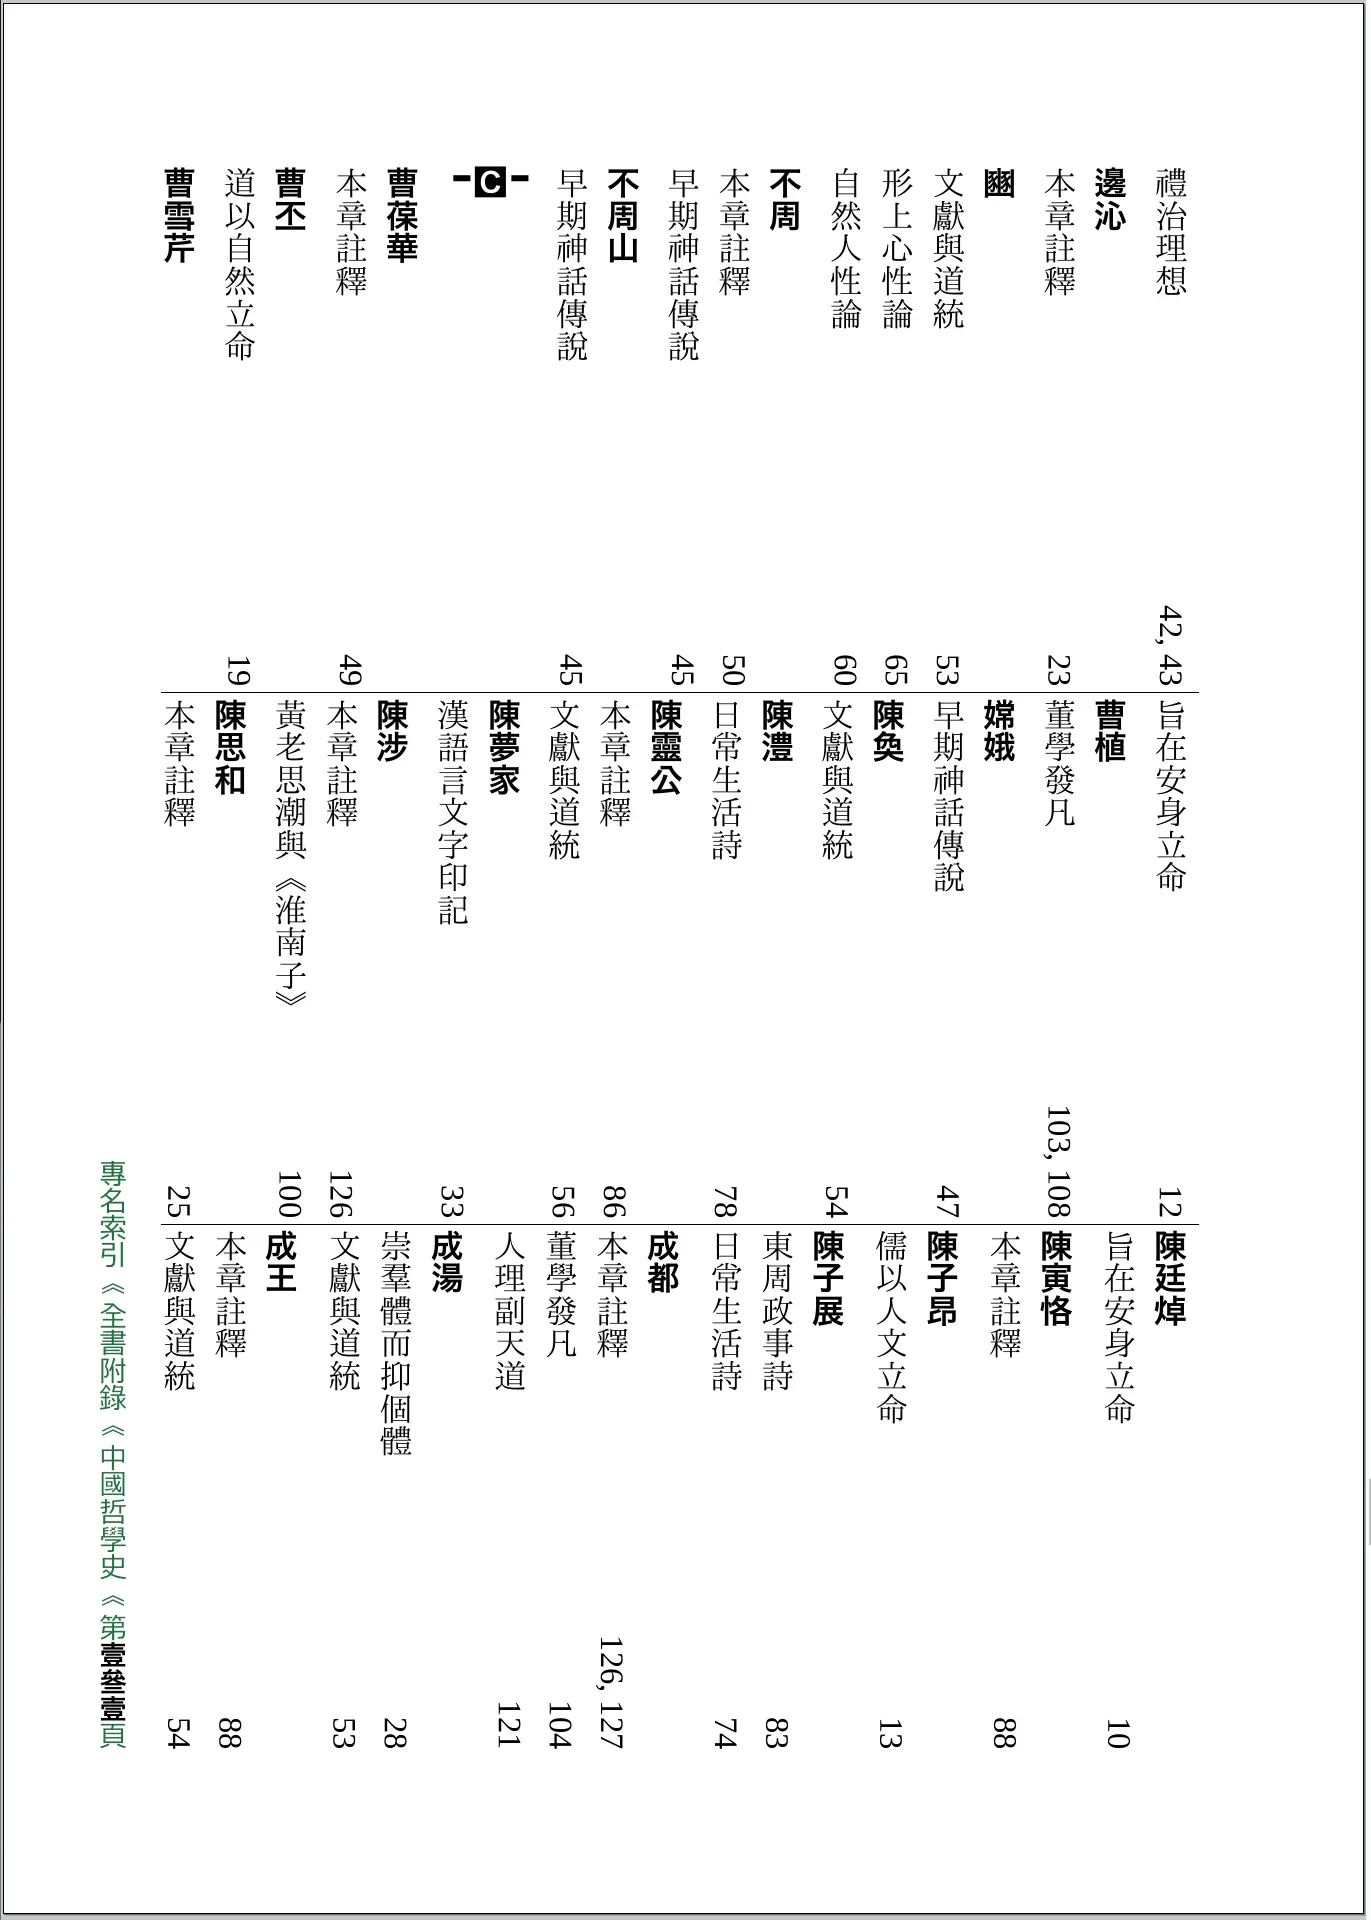 禮治理想 42, 43
邊沁
本章註釋 23
豳
文獻與道統 53
形上心性論 65
自然人性論 60
不周
本章註釋 50
早期神話傳說 45
不周山
早期神話傳說 45
-C-
曹葆華
本章註釋 49
曹丕
道以自然立命 19
曹雪芹
旨在安身立命 12
曹植
董學發凡 103, 108
嫦娥
早期神話傳說 47
陳奐
文獻與道統 54
陳澧
日常生活詩 78
陳靈公
本章註釋 86
文獻與道統 56
陳夢家
漢語言文字印記 33
陳涉
本章註釋 126
黃老思潮與《淮南子》 100
陳思和
本章註釋 25
陳廷焯
旨在安身立命 10
陳寅恪
本章註釋 88
陳子昂
儒以人文立命 13
陳子展
東周政事詩 83
日常生活詩 74
成都
本章註釋 126, 127
董學發凡 104
人理副天道 121
成湯
崇羣體而抑個體 28
文獻與道統 53
成王
本章註釋 88
文獻與道統 54
專名索引《全書附錄《中國哲學史《第壹叄壹頁